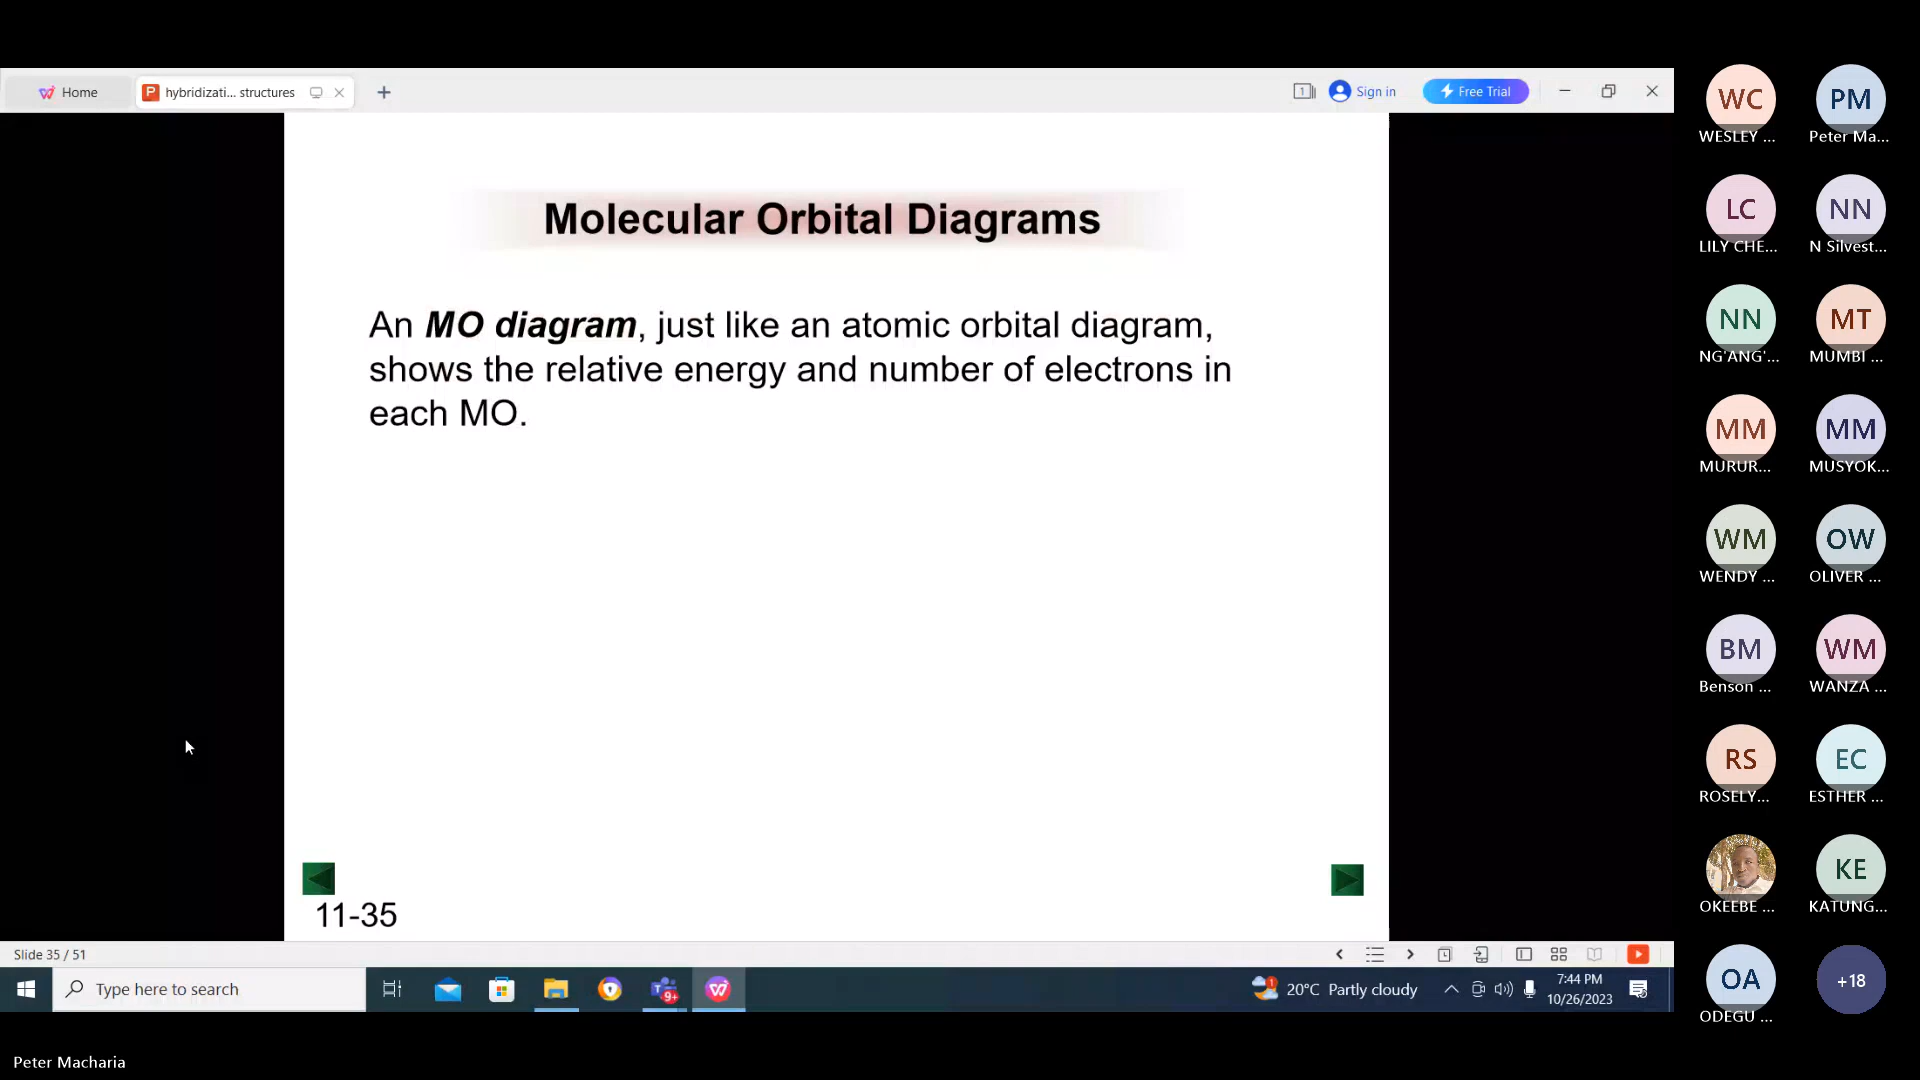 Home
hybridizati... structures
Sign in
Free Trial
Molecular Orbital Diagrams
An MO diagram, just like an atomic orbital diagram,
shows the relative energy and number of electrons in
each MO.
11-35
Slide 35 / 51
Type here to search
9+
1
20°C Partly cloudy
7:44 PM
10/26/2023
Peter Macharia
WC
WESLEY ...
PM
Peter Ma...
LC
LILY CHE...
NN
N Silvest...
NN
NG'ANG'...
MT
MUMBI ...
MM
MURUR...
MM
MUSYOK...
WM
WENDY ...
OW
OLIVER ...
BM
Benson ...
WM
WANZA ...
RS
ROSELY...
EC
ESTHER ...
OKEEBE ...
KE
KATUNG...
OA
ODEGU ...
+18